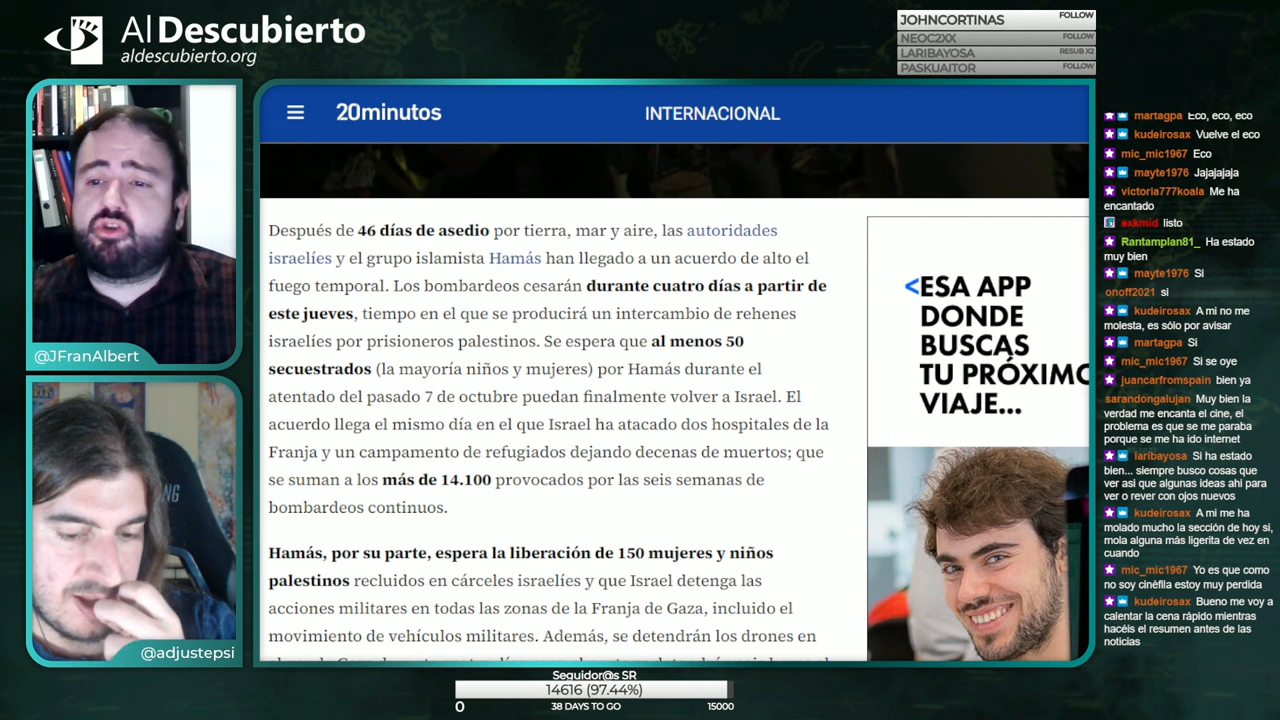 Al Descubierto
aldescubierto.org
JOHNCORTINAS FOLLOW
NEOC2XX FOLLOW
LARIBAYOSA RESUB X2
PASKUAITOR FOLLOW
@JFranAlbert
@adjustepsi
20minutos
INTERNACIONAL
Después de 46 días de asedio por tierra, mar y aire, las autoridades
israelíes y el grupo islamista Hamás han llegado a un acuerdo de alto el
fuego temporal. Los bombardeos cesarán durante cuatro días a partir de
este jueves, tiempo en el que se producirá un intercambio de rehenes
israelíes por prisioneros palestinos. Se espera que al menos 50
secuestrados (la mayoría niños y mujeres) por Hamás durante el
atentado del pasado 7 de octubre puedan finalmente volver a Israel. El
acuerdo llega el mismo día en el que Israel ha atacado dos hospitales de la
Franja y un campamento de refugiados dejando decenas de muertos; que
se suman a los más de 14.100 provocados por las seis semanas de
bombardeos continuos.
Hamás, por su parte, espera la liberación de 150 mujeres y niños
palestinos recluidos en cárceles israelíes y que Israel detenga las
acciones militares en todas las zonas de la Franja de Gaza, incluido el
movimiento de vehículos militares. Además, se detendrán los drones en
<ESA APP
DONDE
BUSCAS
TU PRÓXIMO
VIAJE...
martagpa Eco, eco, eco
kudeirosax Vuelve el eco
mic_mic1967 Eco
mayte1976 Jajajajaja
victoria777koala Me ha
encantado
exkmid listo
Rantamplan81_ Ha estado
muy bien
mayte1976 Si
onoff2021 si
kudeirosax A mi no me
molesta, es sólo por avisar
martagpa Si
mic_mic1967 Si se oye
juancarfromspain bien ya
sarandongalujan Muy bien la
verdad me encanta el cine, el
problema es que se me paraba
porque se me ha ido internet
laribayosa Si ha estado
bien... siempre busco cosas que
ver asi que algunas ideas ahi para
ver o rever con ojos nuevos
kudeirosax A mi me ha
molado mucho la sección de hoy si,
mola alguna más ligerita de vez en
cuando
mic_mic1967 Yo es que como
no soy cinèfila estoy muy perdida
kudeirosax Bueno me voy a
calentar la cena rápido mientras
hacéis el resumen antes de las
noticias
Seguidor@s SR
14616 (97.44%)
0 38 DAYS TO GO 15000